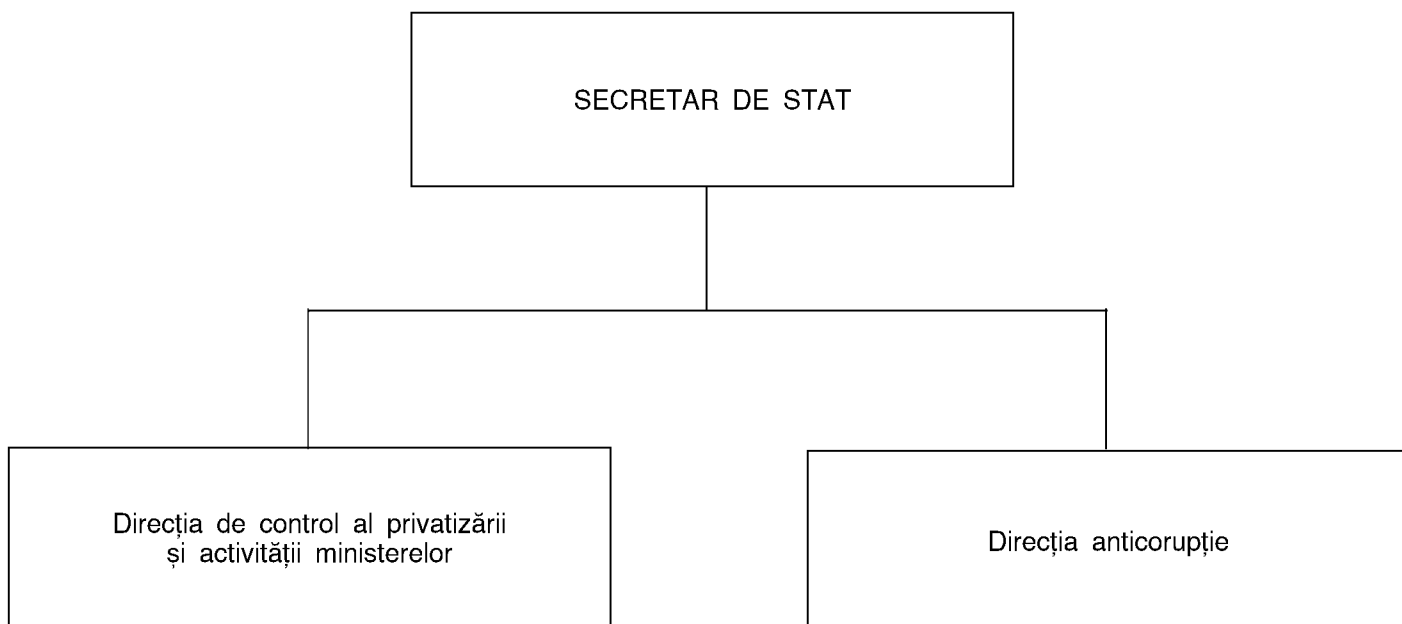 SECRETAR DE STAT
Direcția de control al privatizării
și activității ministerelor
Direcția anticorupție